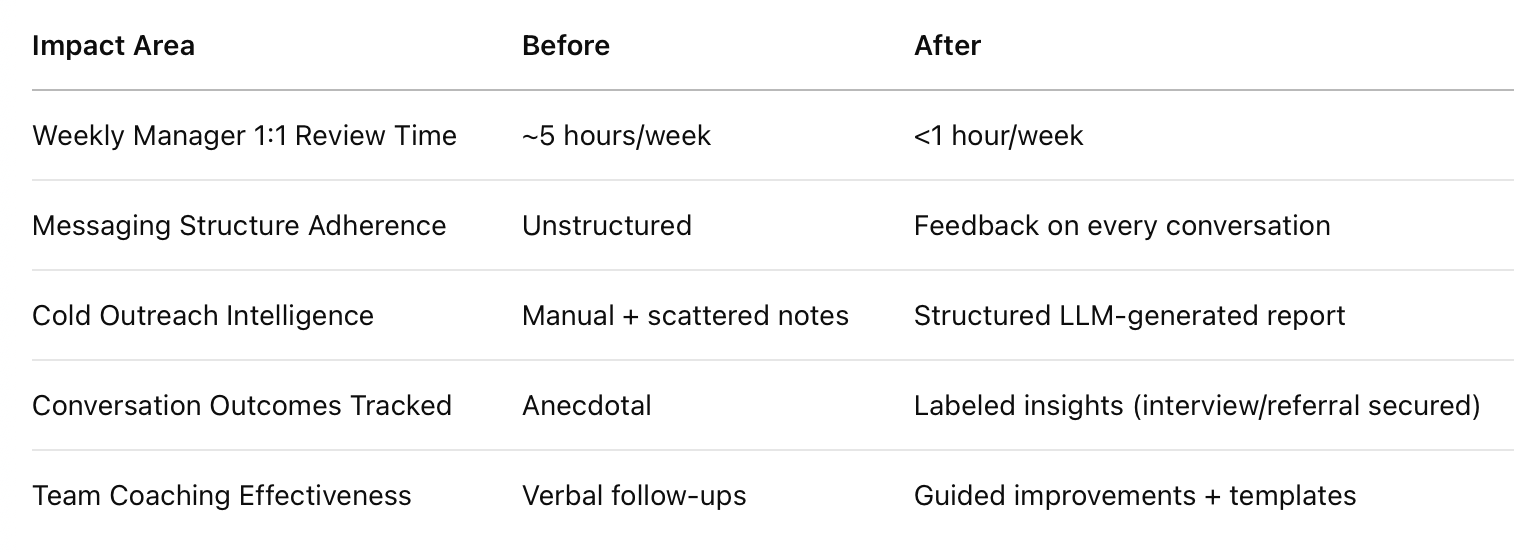 Impact Area Before After
Weekly Manager 1:1 Review Time ~5 hours/week <1 hour/week
Messaging Structure Adherence Unstructured Feedback on every conversation
Cold Outreach Intelligence Manual + scattered notes Structured LLM-generated report
Conversation Outcomes Tracked Anecdotal Labeled insights (interview/referral secured)
Team Coaching Effectiveness Verbal follow-ups Guided improvements + templates